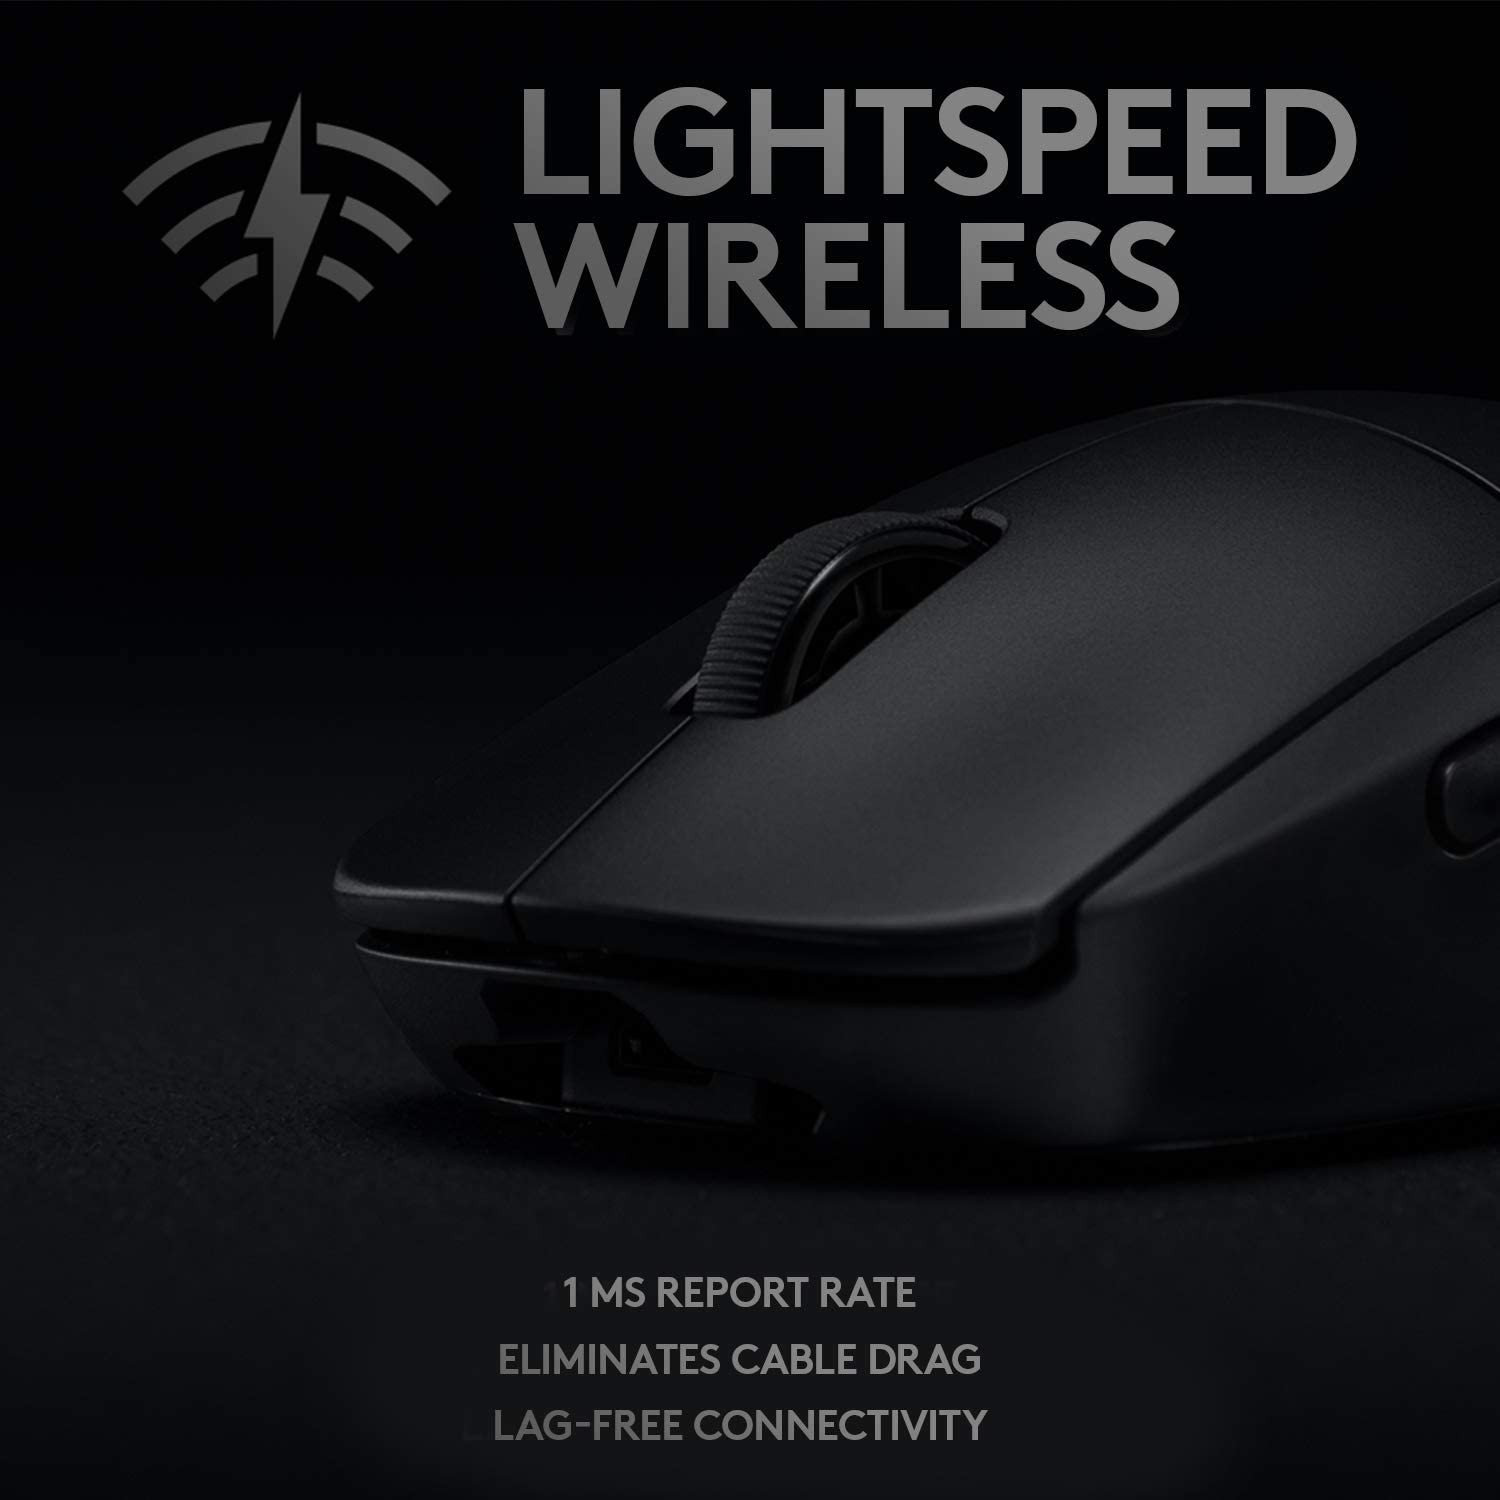 LIGHTSPEED
WIRELESS
1 MS REPORT RATE
ELIMINATES CABLE DRAG
LAG-FREE CONNECTIVITY